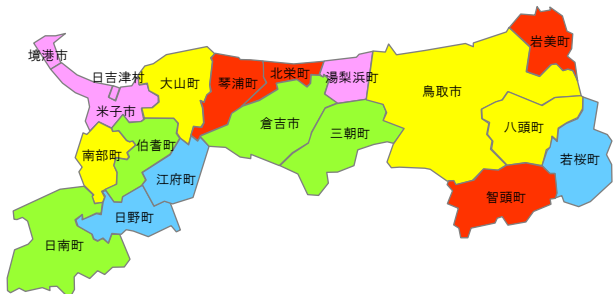 岩美町
境港市
日吉津村
大山町
琴浦町
北栄町
湯梨浜町
鳥取市
米子市
倉吉市
三朝町
八頭町
南部町
伯耆町
若桜町
江府町
智頭町
日野町
日南町